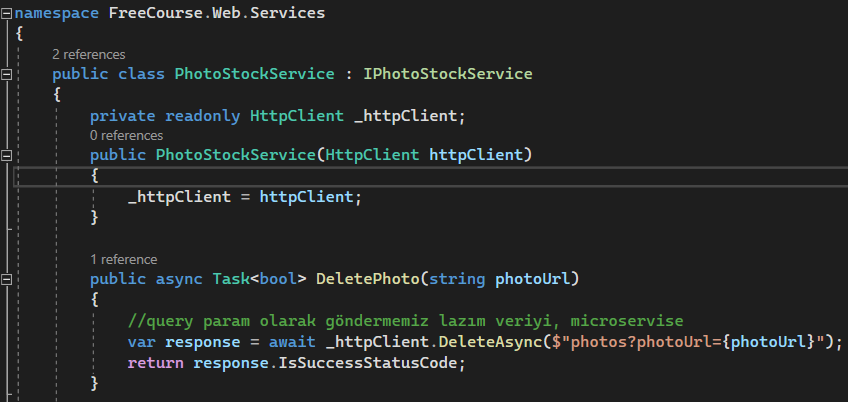 namespace FreeCourse.Web.Services
{
2 references
public class PhotoStockService : IPhotoStockService
{
private readonly HttpClient _httpClient;
0 references
public PhotoStockService(HttpClient httpClient)
{
_httpClient = httpClient;
}
1 reference
public async Task<bool> DeletePhoto(string photoUrl)
{
//query param olarak göndermemiz lazım veriyi, microservise
var response = await _httpClient.DeleteAsync($"photos?photoUrl={photoUrl}");
return response.IsSuccessStatusCode;
}